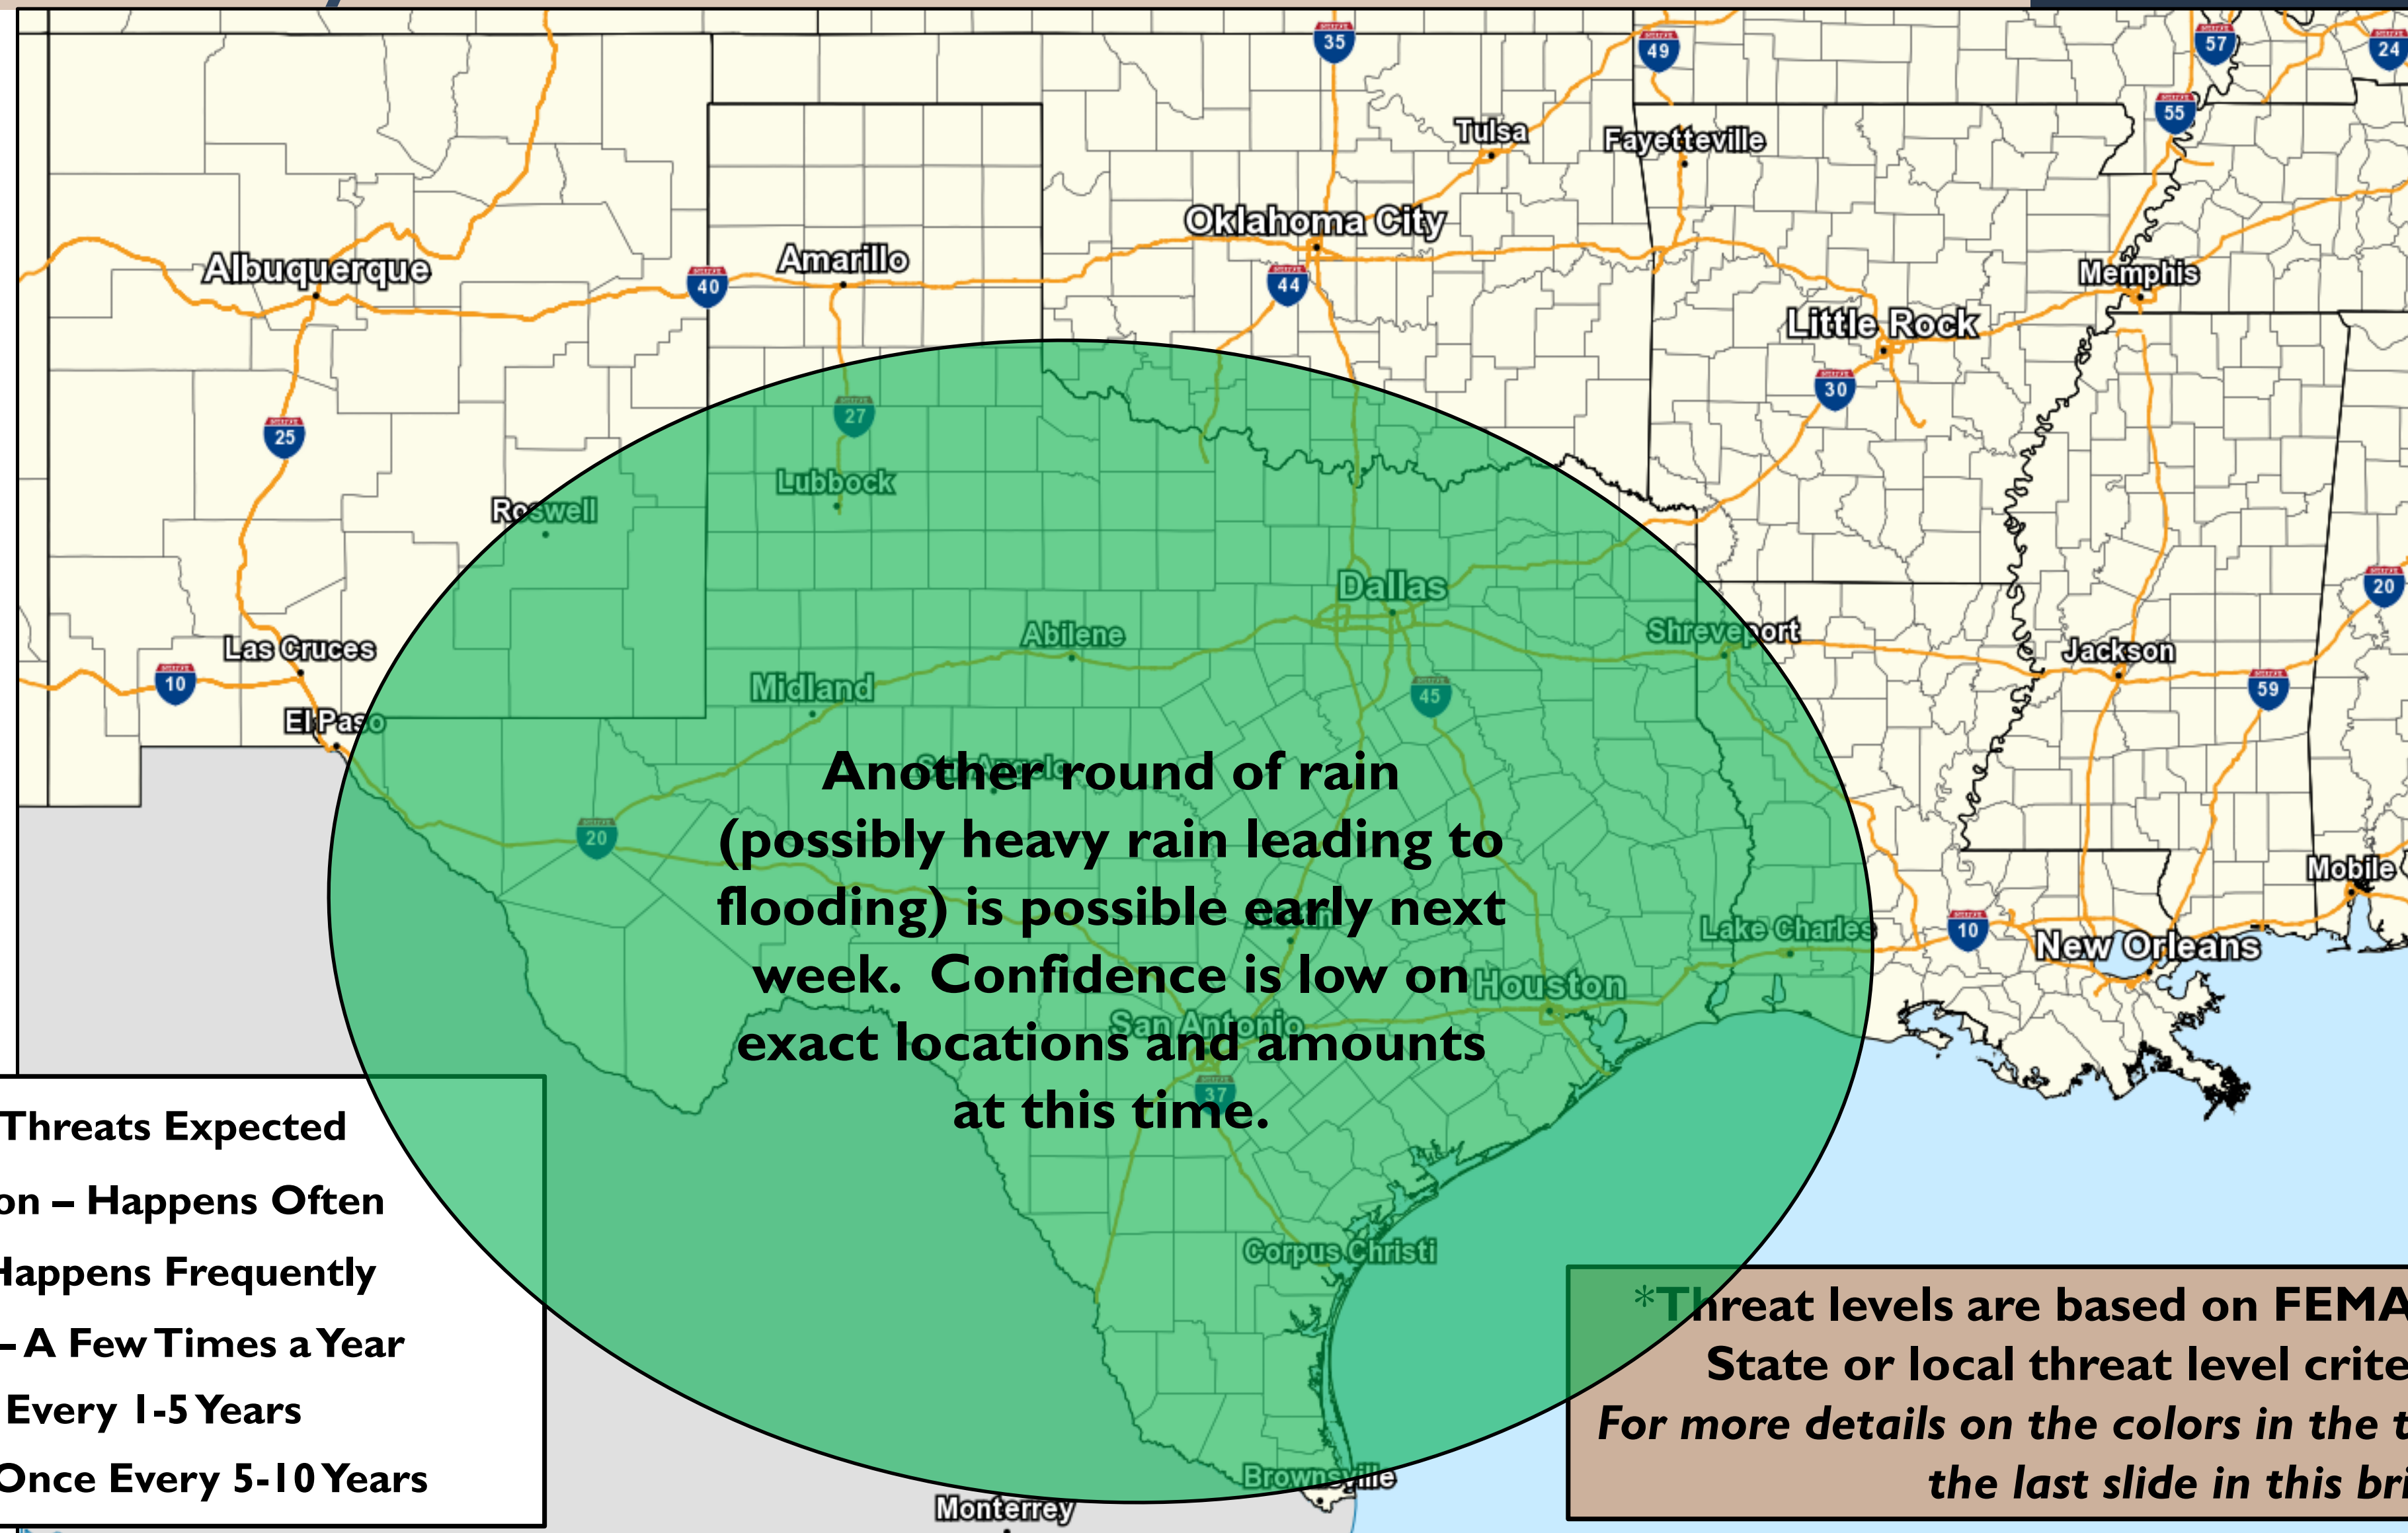 35
49
57
24
55
Tulsa
Fayetteville
Oklahoma City
Albuquerque
Amarillo
40
44
Memphis
Little Rock
30
25
27
Lubbock
Roswell
Dallas
20
Abilene
Shreveport
Las Cruces
Jackson
10
Midland
45
59
El Paso
San Angelo
20
Another round of rain
(possibly heavy rain leading to
flooding) is possible early next
week. Confidence is low on
exact locations and amounts
at this time.
Mobile
Austin
Lake Charles
10
New Orleans
Houston
San Antonio
37
Corpus Christi
Brownsville
Monterrey
Threats Expected
on – Happens Often
Happens Frequently
– A Few Times a Year
Every 1-5 Years
Once Every 5-10 Years
*Threat levels are based on FEMA
State or local threat level crite
For more details on the colors in the t
the last slide in this bri